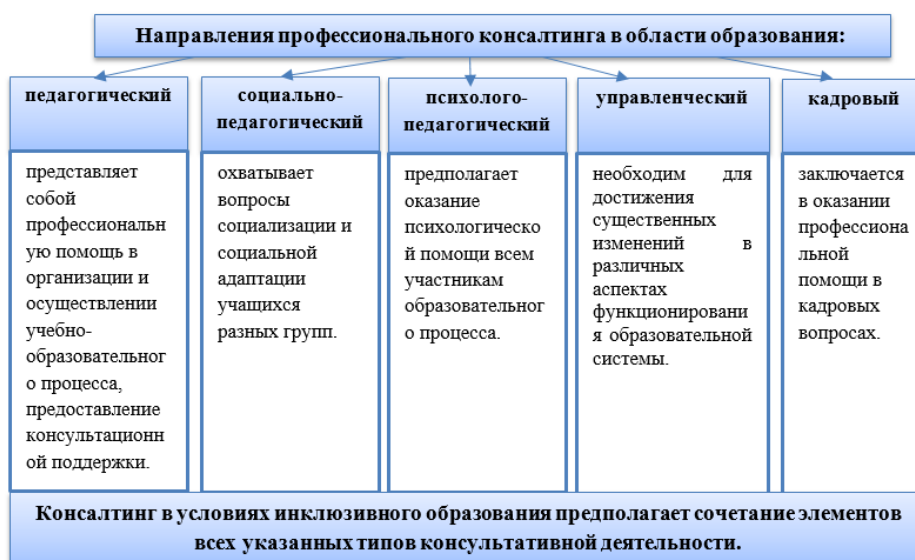 Направления профессионального консалтинга в области образования:
педагогический
представляет
собой
профессиональн
ую помощь в
организации и
осуществлении
учебно-
образовательног
о процесса,
предоставление
консультационн
ой поддержки.
социально-
педагогический
охватывает
вопросы
социализации и
социальной
адаптации
учащихся
разных групп.
психолого-
педагогический
предполагает
оказание
психологическо
й помощи всем
участникам
образовательног
о процесса.
управленческий
необходим для
достижения
существенных
изменений в
различных
аспектах
функционировани
я образовательной
системы.
кадровый
заключается
в оказании
профессиона
льной
помощи в
кадровых
вопросах.
Консалтинг в условиях инклюзивного образования предполагает сочетание элементов
всех указанных типов консультативной деятельности.